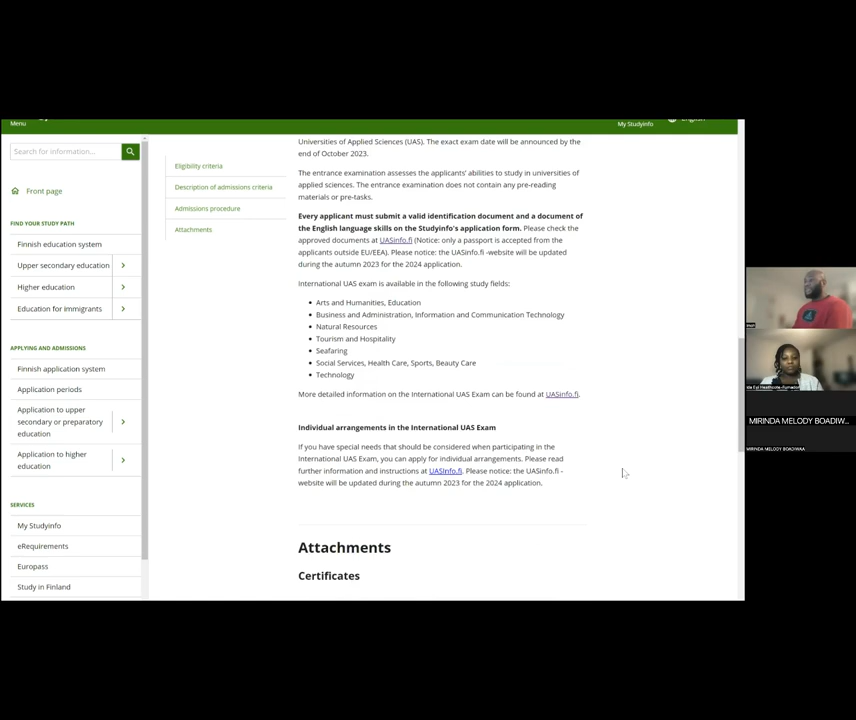 Menu
My Studyinfo
English
Search for information...
Front page
FIND YOUR STUDY PATH
Finnish education system
Upper secondary education
Higher education
Education for immigrants
APPLYING AND ADMISSIONS
Finnish application system
Application periods
Application to upper
secondary or preparatory
education
Application to higher
education
SERVICES
My Studyinfo
eRequirements
Europass
Study in Finland
Eligibility criteria
Description of admissions criteria
Admissions procedure
Attachments
Universities of Applied Sciences (UAS). The exact exam date will be announced by the
end of October 2023.
The entrance examination assesses the applicants' abilities to study in universities of
applied sciences. The entrance examination does not contain any pre-reading
materials or pre-tasks.
Every applicant must submit a valid identification document and a document of
the English language skills on the Studyinfo's application form. Please check the
approved documents at UASinfo.fi (Notice: only a passport is accepted from the
applicants outside EU/EEA). Please notice: the UASinfo.fi -website will be updated
during the autumn 2023 for the 2024 application.
International UAS exam is available in the following study fields:
Arts and Humanities, Education
Business and Administration, Information and Communication Technology
Natural Resources
Tourism and Hospitality
Seafaring
Social Services, Health Care, Sports, Beauty Care
Technology
More detailed information on the International UAS Exam can be found at UASinfo.fi.
Individual arrangements in the International UAS Exam
If you have special needs that should be considered when participating in the
International UAS Exam, you can apply for individual arrangements. Please read
further information and instructions at UASinfo.fi. Please notice: the UASinfo.fi -
website will be updated during the autumn 2023 for the 2024 application.
Attachments
Certificates
MIRINDA MELODY BOADIW...
MIRINDA MELODY BOADIWAA